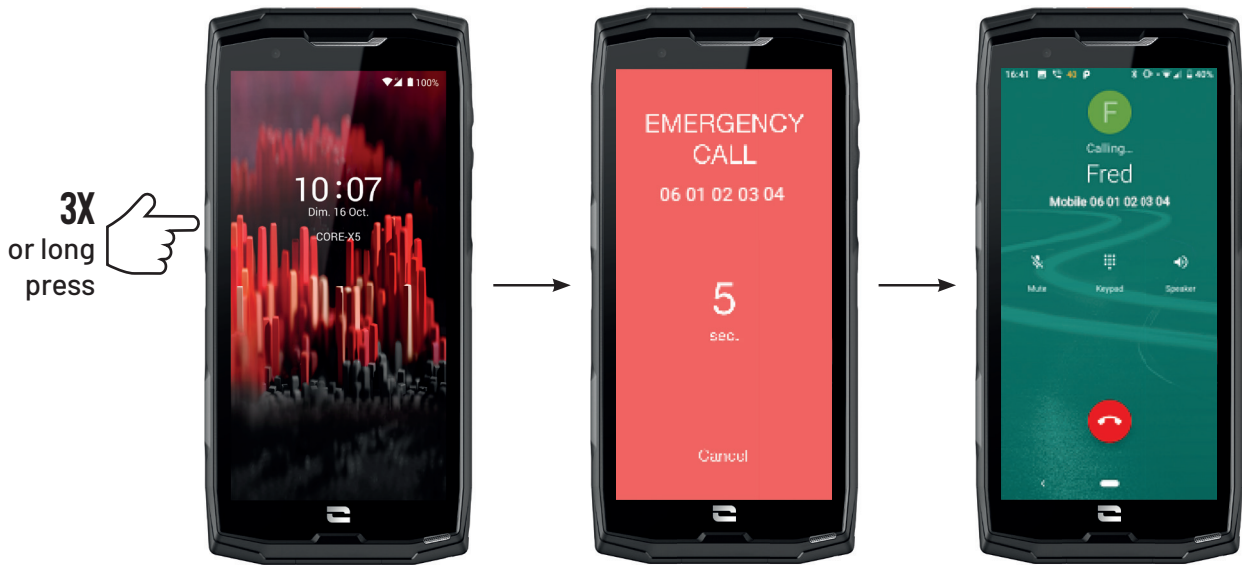 3X
or long
press
100%
10:07
Dim. 16 Oct.
CORE-X5
EMERGENCY
CALL
06 01 02 03 04
5
sec.
Cancel
16:41 40 P 40%
F
Calling...
Fred
Mobile 06 01 02 03 04
Mute Keypad Speaker